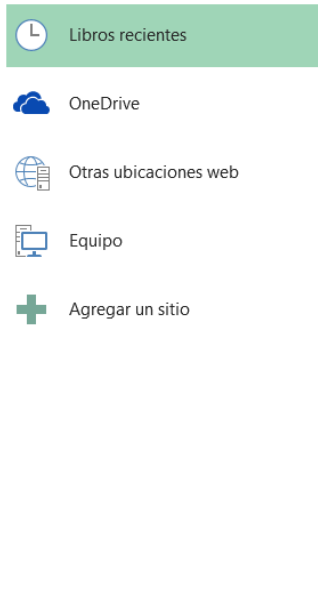 Libros recientes
OneDrive
Otras ubicaciones web
Equipo
Agregar un sitio